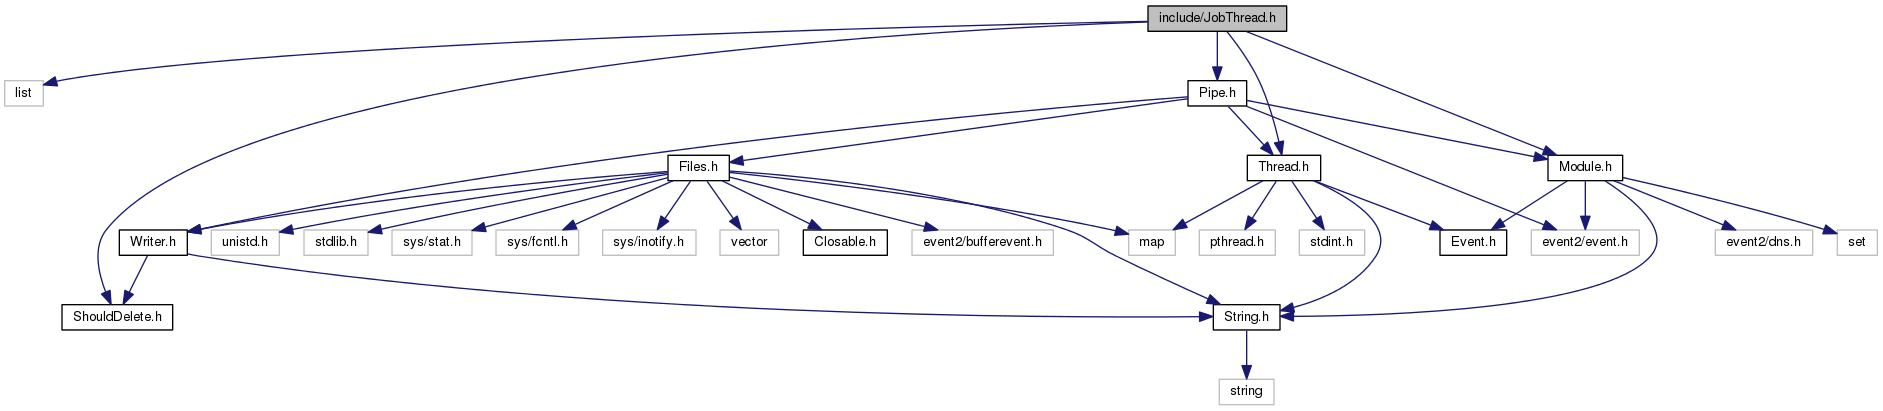 include/JobThread.h
list
Pipe.h
Files.h
Thread.h
Module.h
Writer.h
unistd.h
stdlib.h
sys/stat.h
sys/fcntl.h
sys/inotify.h
vector
Closable.h
event2/bufferevent.h
map
pthread.h
stdint.h
Event.h
event2/event.h
event2/dns.h
set
ShouldDelete.h
String.h
string